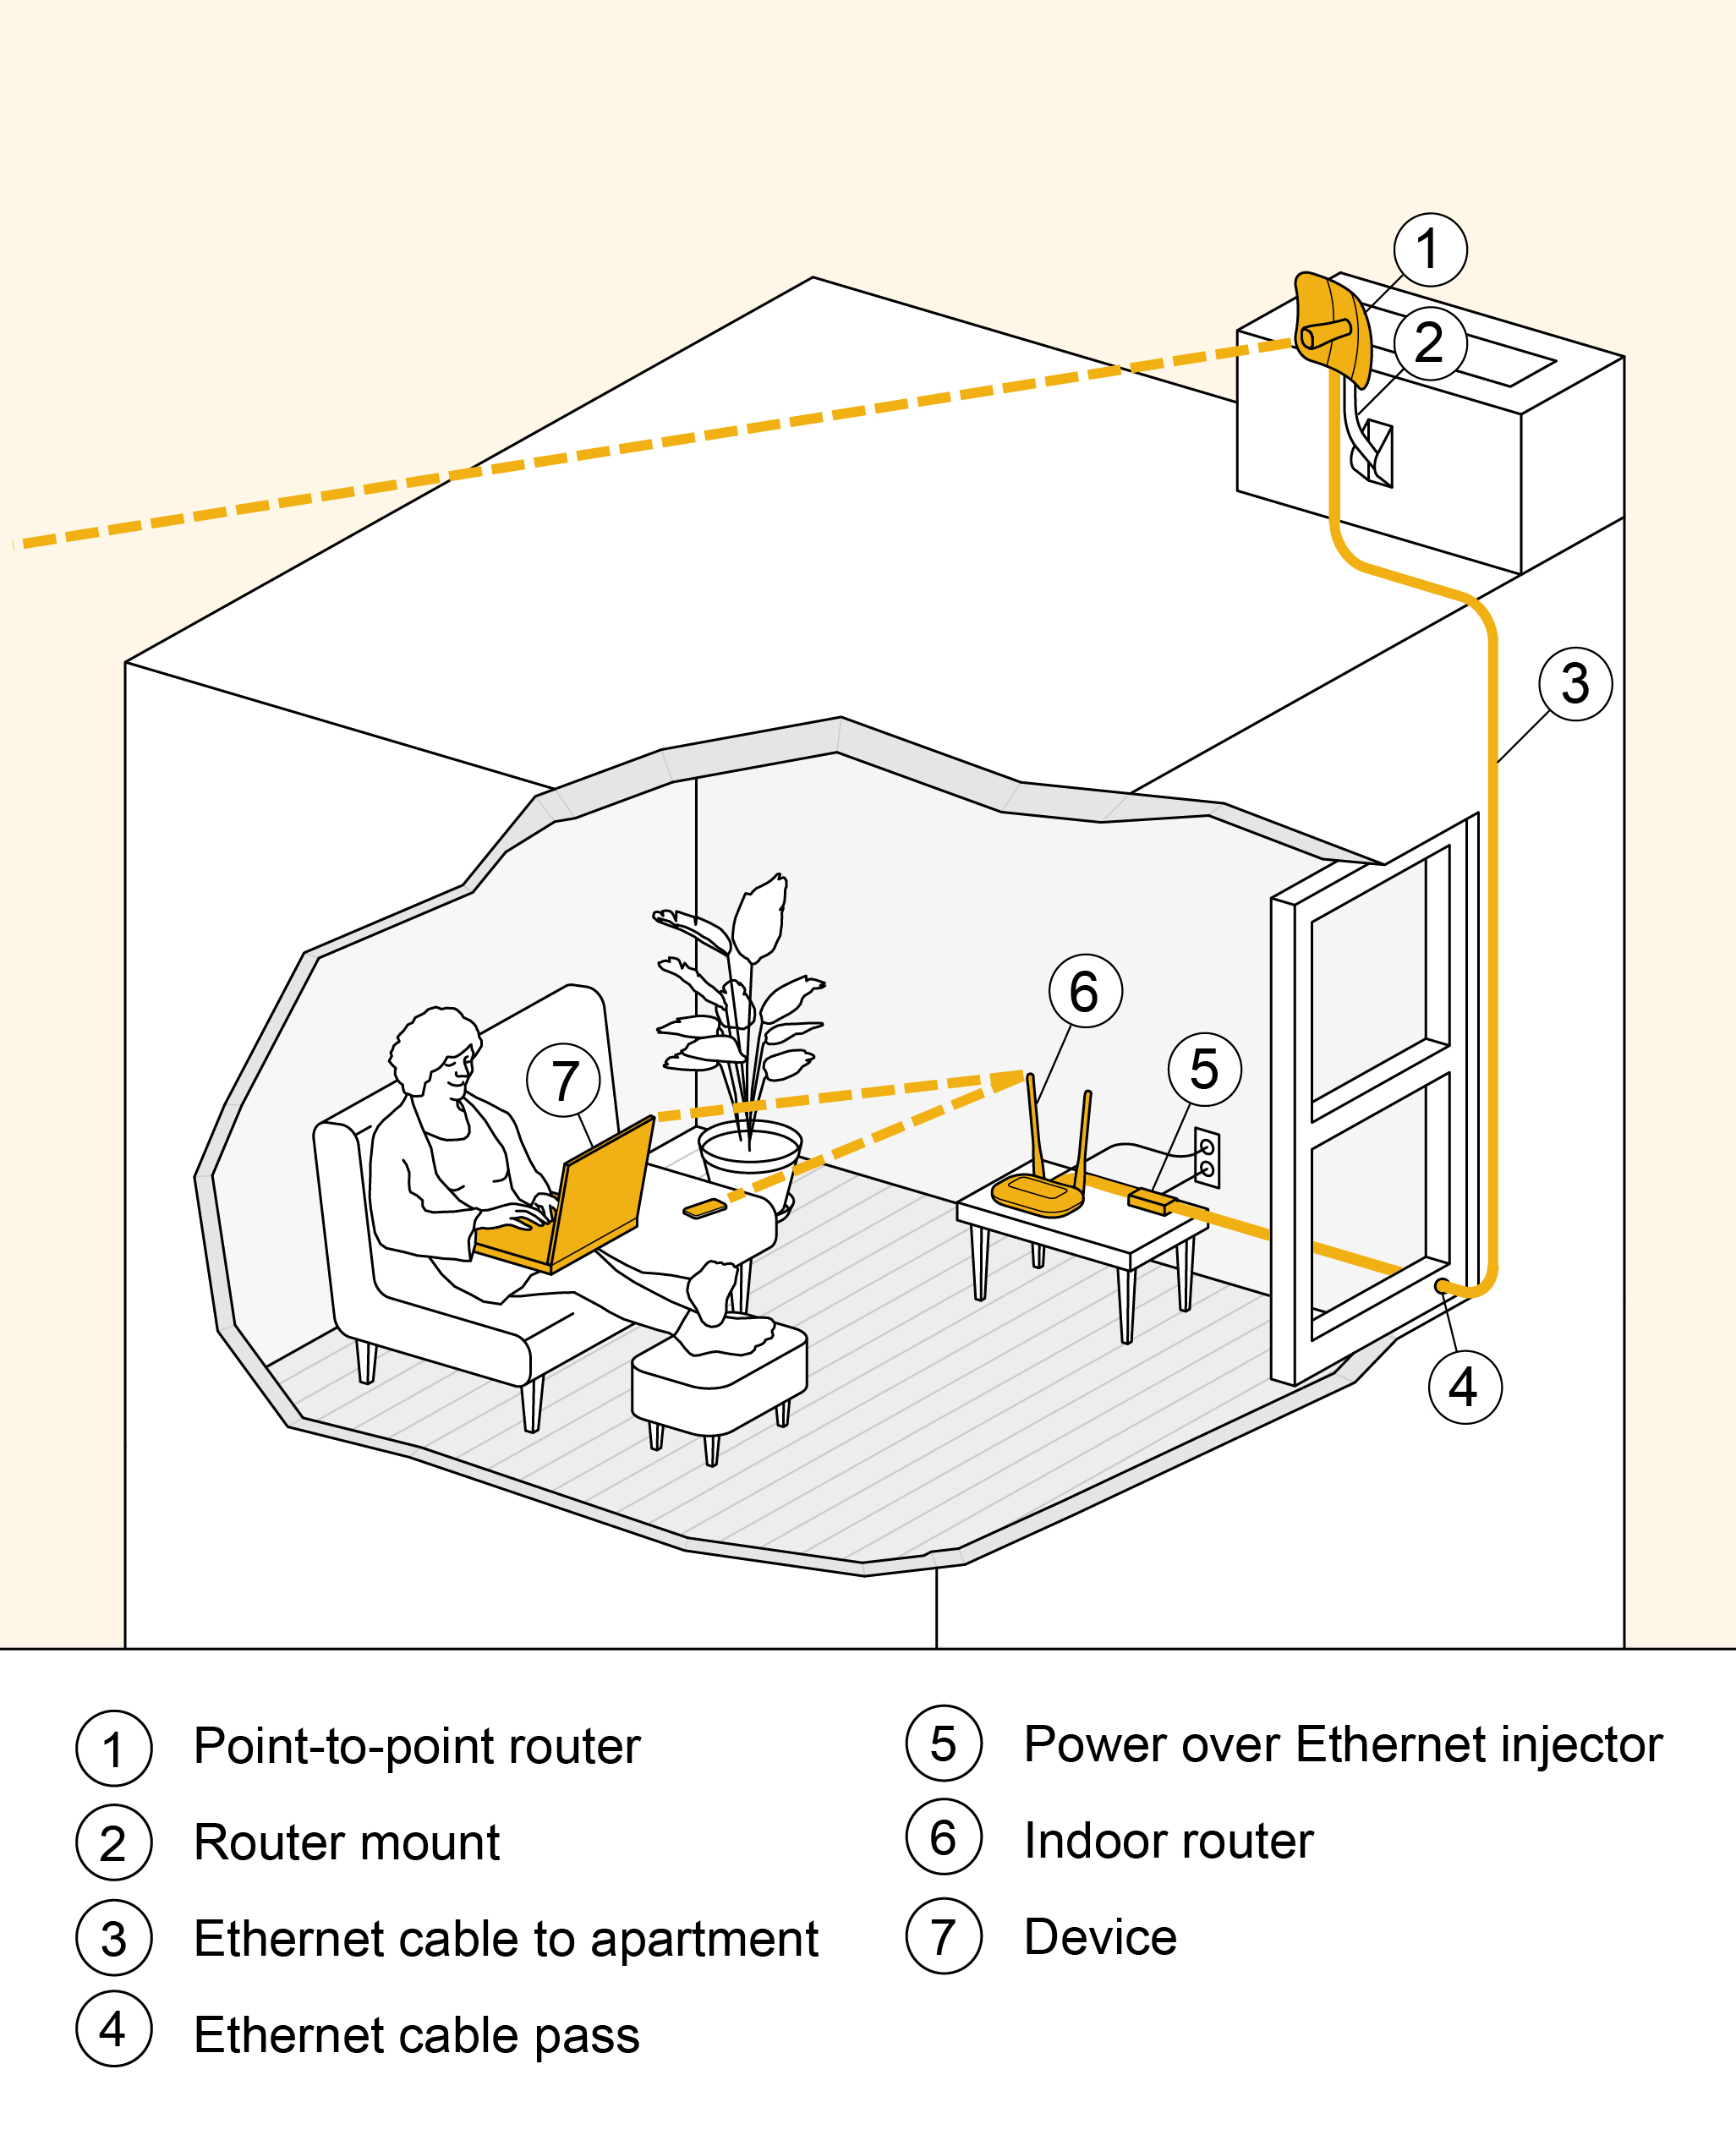 1
2
3
6
5
7
4
1 Point-to-point router
2 Router mount
3 Ethernet cable to apartment
4 Ethernet cable pass
5 Power over Ethernet injector
6 Indoor router
7 Device